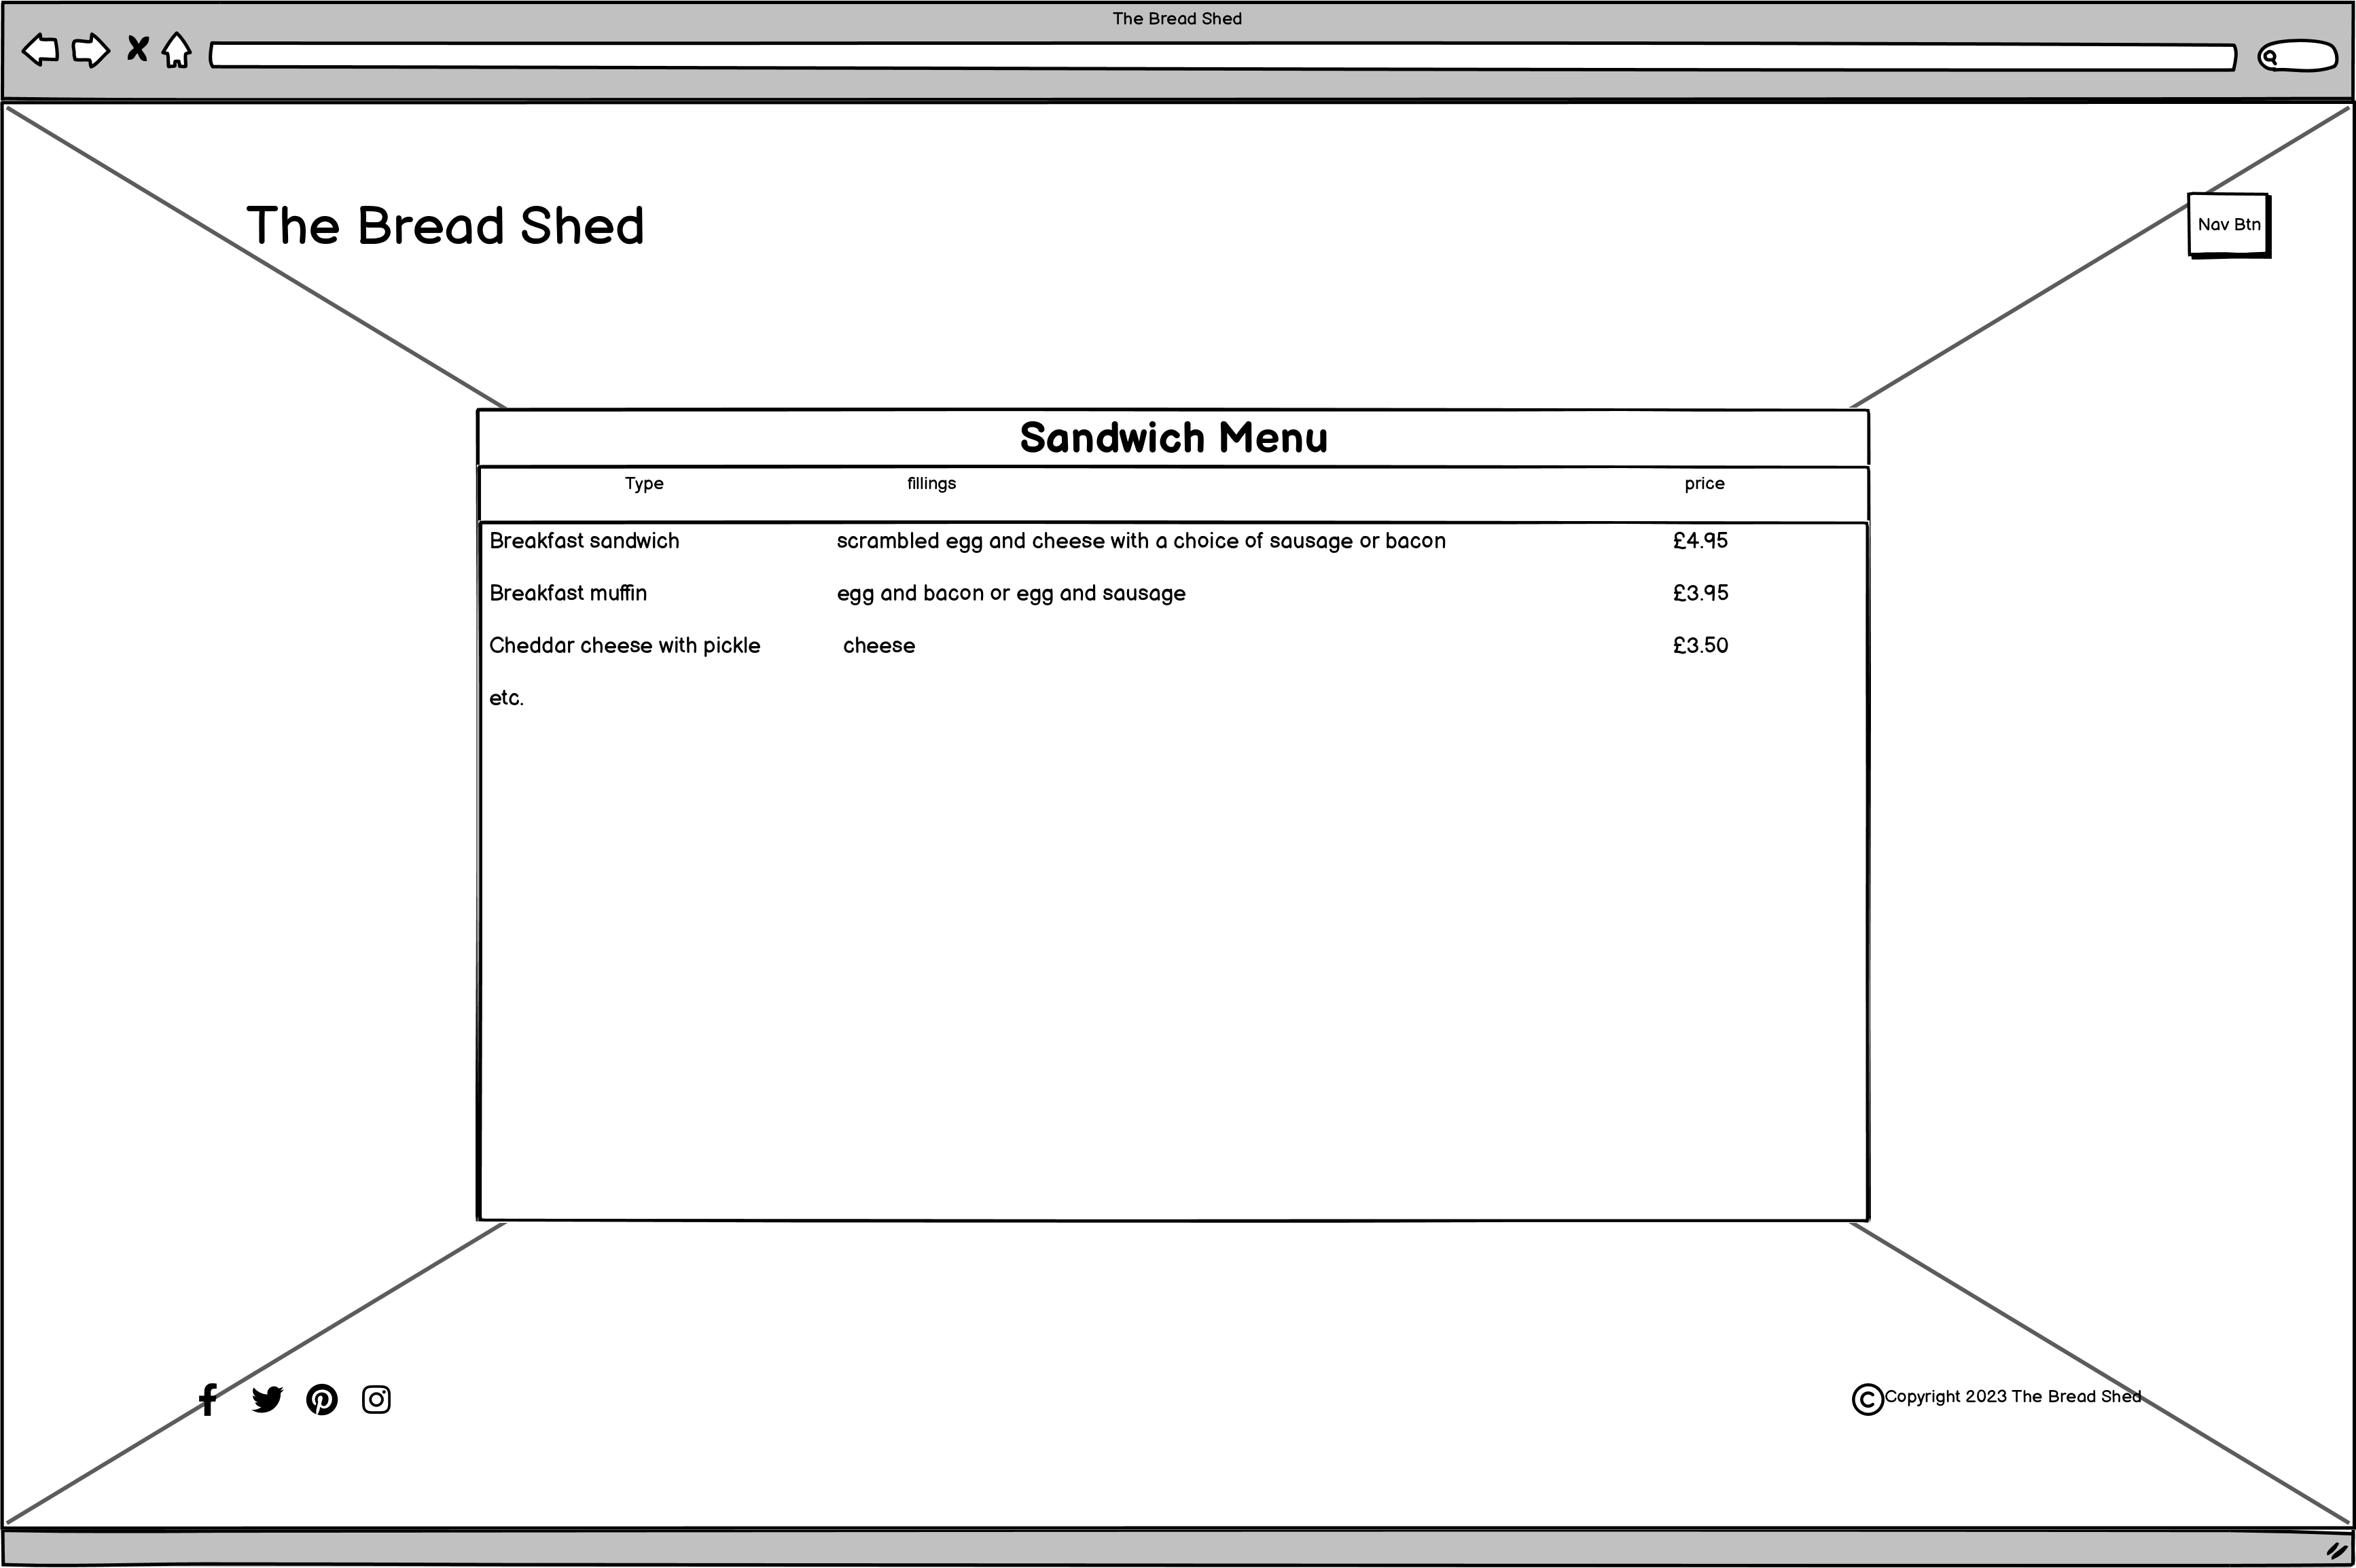 The Bread Shed
The Bread Shed
Nav Btn
Sandwich Menu
Type fillings price
Breakfast sandwich scrambled egg and cheese with a choice of sausage or bacon £4.95
Breakfast muffin egg and bacon or egg and sausage £3.95
Cheddar cheese with pickle cheese £3.50
etc.
©Copyright 2023 The Bread Shed